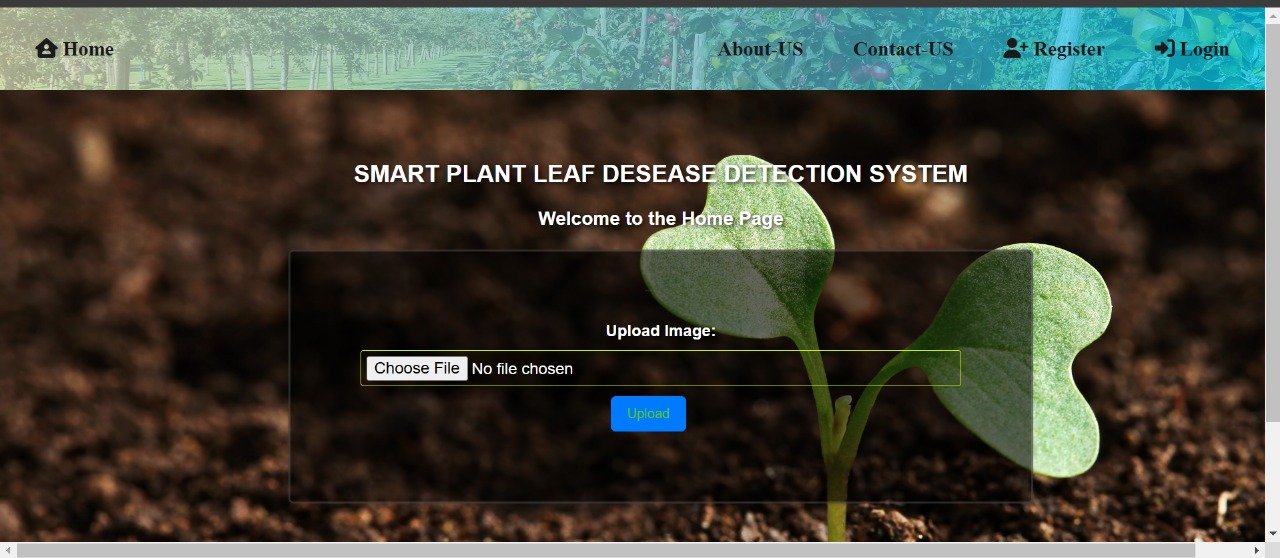 Home About-US Contact-US Register Login
SMART PLANT LEAF DESEASE DETECTION SYSTEM
Welcome to the Home Page
Upload Image:
Choose File No file chosen
Upload